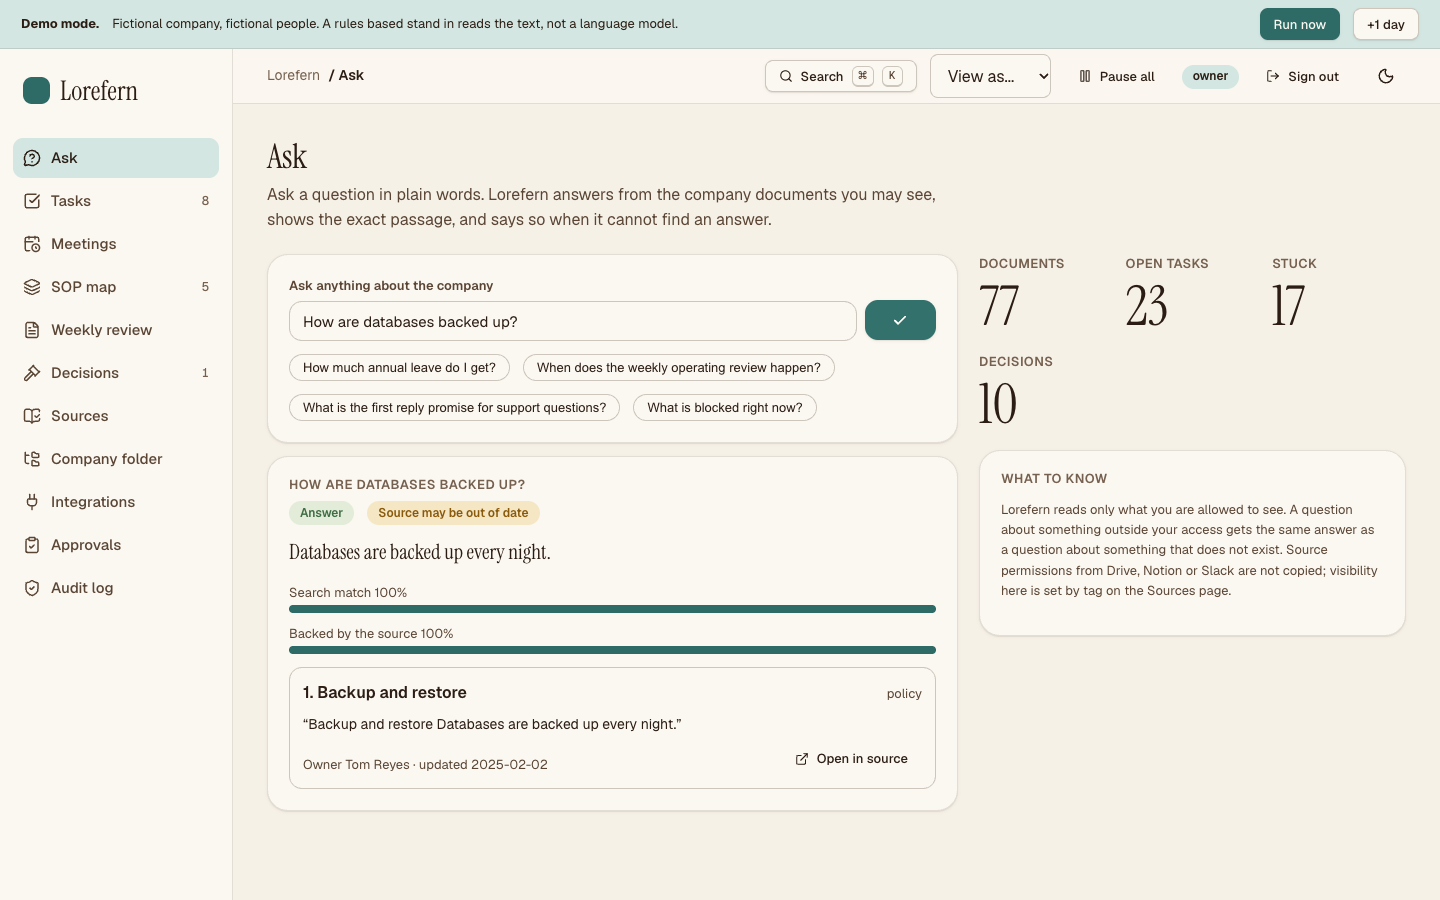 Demo mode. Fictional company, fictional people. A rules based stand in reads the text, not a language model.
Run now
+1 day
Lorefern
Lorefern / Ask
Search ⌘ K
View as...
Pause all
owner
Sign out
Ask
Tasks 8
Meetings
SOP map 5
Weekly review
Decisions 1
Sources
Company folder
Integrations
Approvals
Audit log
Ask
Ask a question in plain words. Lorefern answers from the company documents you may see,
shows the exact passage, and says so when it cannot find an answer.
Ask anything about the company
How are databases backed up?
How much annual leave do I get?
When does the weekly operating review happen?
What is the first reply promise for support questions?
What is blocked right now?
HOW ARE DATABASES BACKED UP?
Answer
Source may be out of date
Databases are backed up every night.
Search match 100%
Backed by the source 100%
1. Backup and restore
policy
“Backup and restore Databases are backed up every night.”
Owner Tom Reyes · updated 2025-02-02
Open in source
DOCUMENTS
77
OPEN TASKS
23
STUCK
17
DECISIONS
10
WHAT TO KNOW
Lorefern reads only what you are allowed to see. A question
about something outside your access gets the same answer as
a question about something that does not exist. Source
permissions from Drive, Notion or Slack are not copied; visibility
here is set by tag on the Sources page.